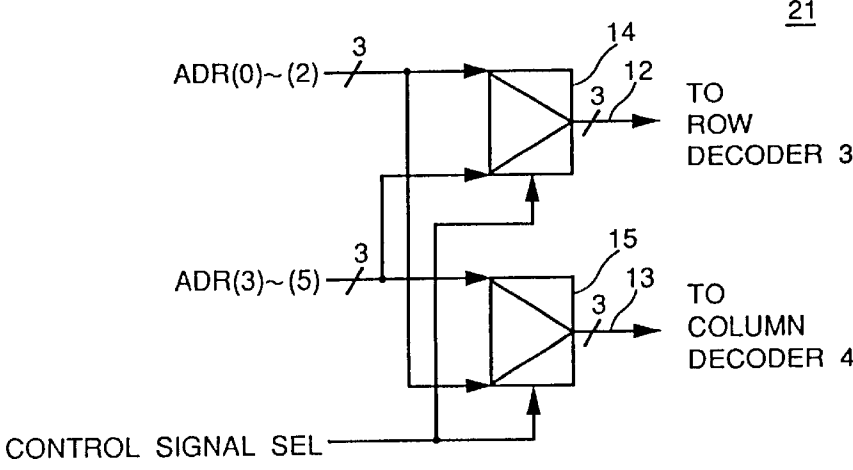 21
14
3
ADR(0)~(2)
3
12
TO
ROW
DECODER 3
15
3
ADR(3)~(5)
3
13
TO
COLUMN
DECODER 4
CONTROL SIGNAL SEL